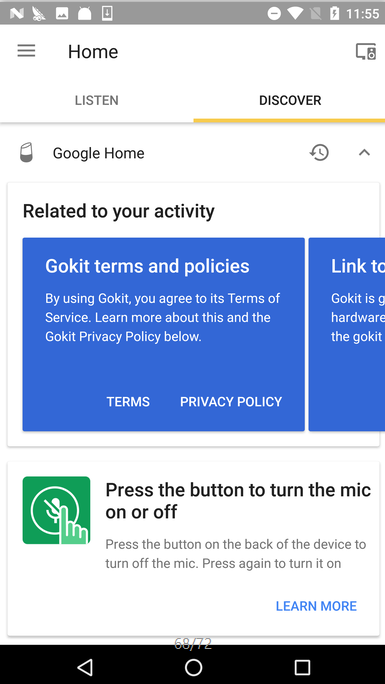 11:55
Home
LISTEN
DISCOVER
Google Home
Related to your activity
Gokit terms and policies
By using Gokit, you agree to its Terms of
Service. Learn more about this and the
Gokit Privacy Policy below.
TERMS
PRIVACY POLICY
Link to
Gokit is g
hardware
the gokit
Press the button to turn the mic
on or off
Press the button on the back of the device to
turn off the mic. Press again to turn it on
LEARN MORE
68/72